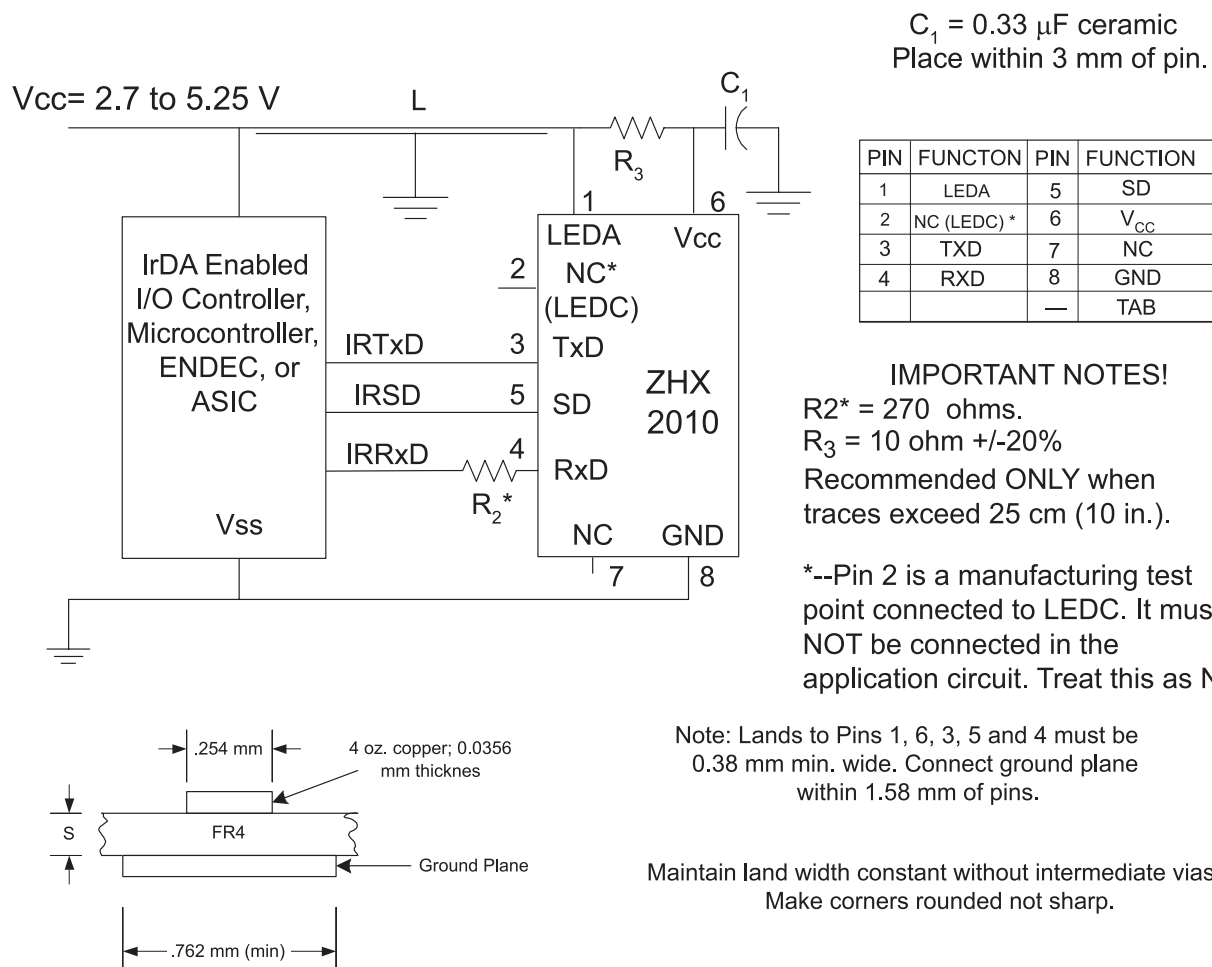 C1 = 0.33 µF ceramic
Place within 3 mm of pin.
Vcc= 2.7 to 5.25 V
L
C1
R3
1
6
LEDA
Vcc
2
NC*
(LEDC)
IrDA Enabled
I/O Controller,
Microcontroller,
ENDEC, or
ASIC
IRTxD
3
TxD
IRSD
5
SD
ZHX
2010
IRRxD
4
RxD
R2*
Vss
NC
GND
7
8
PIN FUNCTON PIN FUNCTION
1 LEDA 5 SD
2 NC (LEDC) * 6 VCC
3 TXD 7 NC
4 RXD 8 GND
— TAB
IMPORTANT NOTES!
R2* = 270 ohms.
R3 = 10 ohm +/-20%
Recommended ONLY when
traces exceed 25 cm (10 in.).
*--Pin 2 is a manufacturing test
point connected to LEDC. It mus
NOT be connected in the
application circuit. Treat this as N
.254 mm
4 oz. copper; 0.0356
mm thicknes
S
FR4
Ground Plane
.762 mm (min)
Note: Lands to Pins 1, 6, 3, 5 and 4 must be
0.38 mm min. wide. Connect ground plane
within 1.58 mm of pins.
Maintain land width constant without intermediate vias
Make corners rounded not sharp.